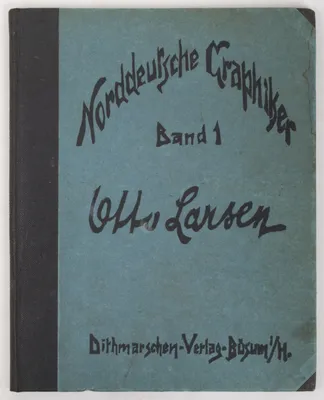 Norddeutsche Graphiker
Band 1
Otto Larsen
Dithmarschen-Verlag-Büsum i/H.